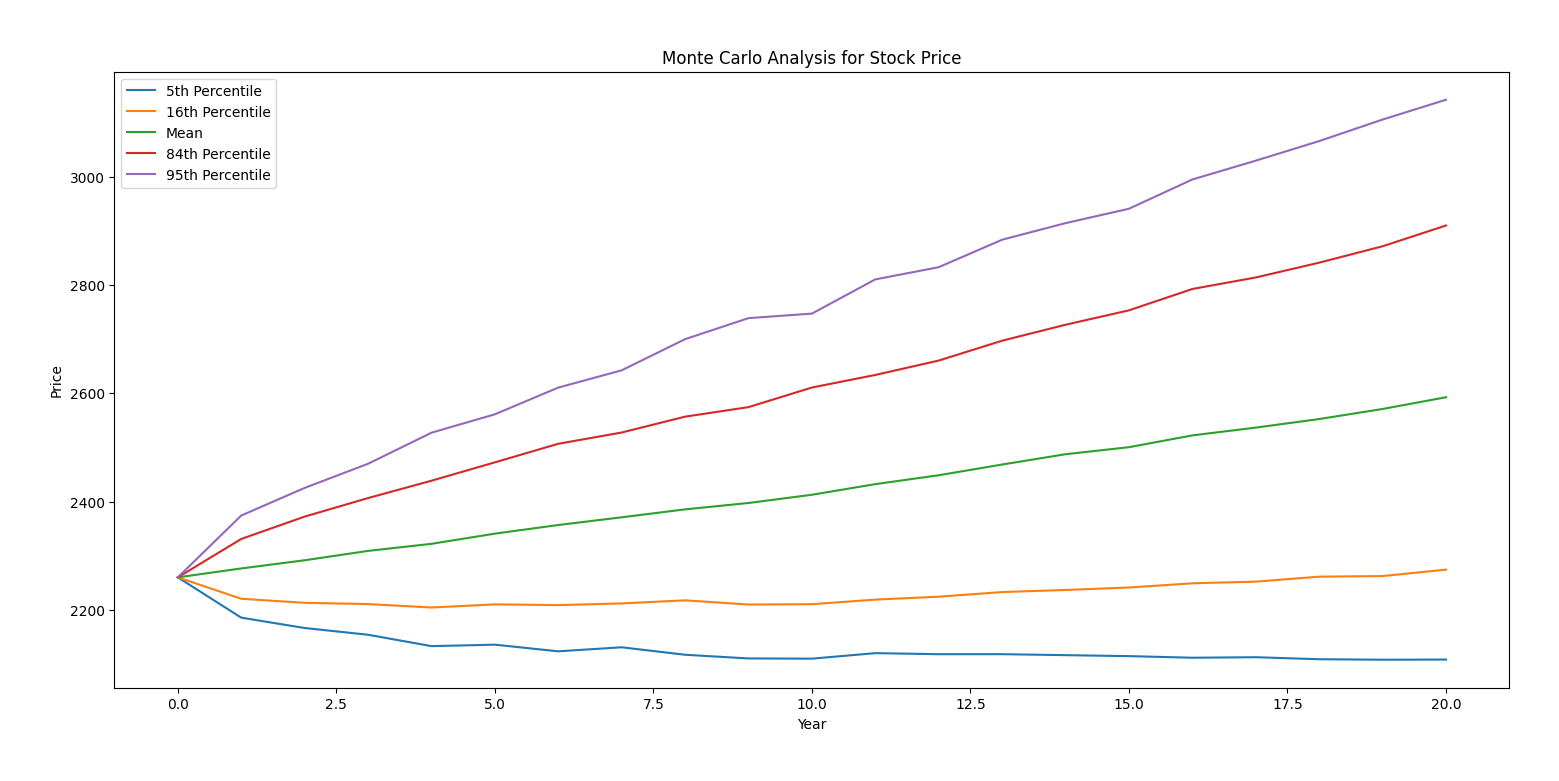 Monte Carlo Analysis for Stock Price
5th Percentile
16th Percentile
Mean
84th Percentile
95th Percentile
3000
2800
2600
2400
2200
Price
0.0 2.5 5.0 7.5 10.0 12.5 15.0 17.5 20.0
Year